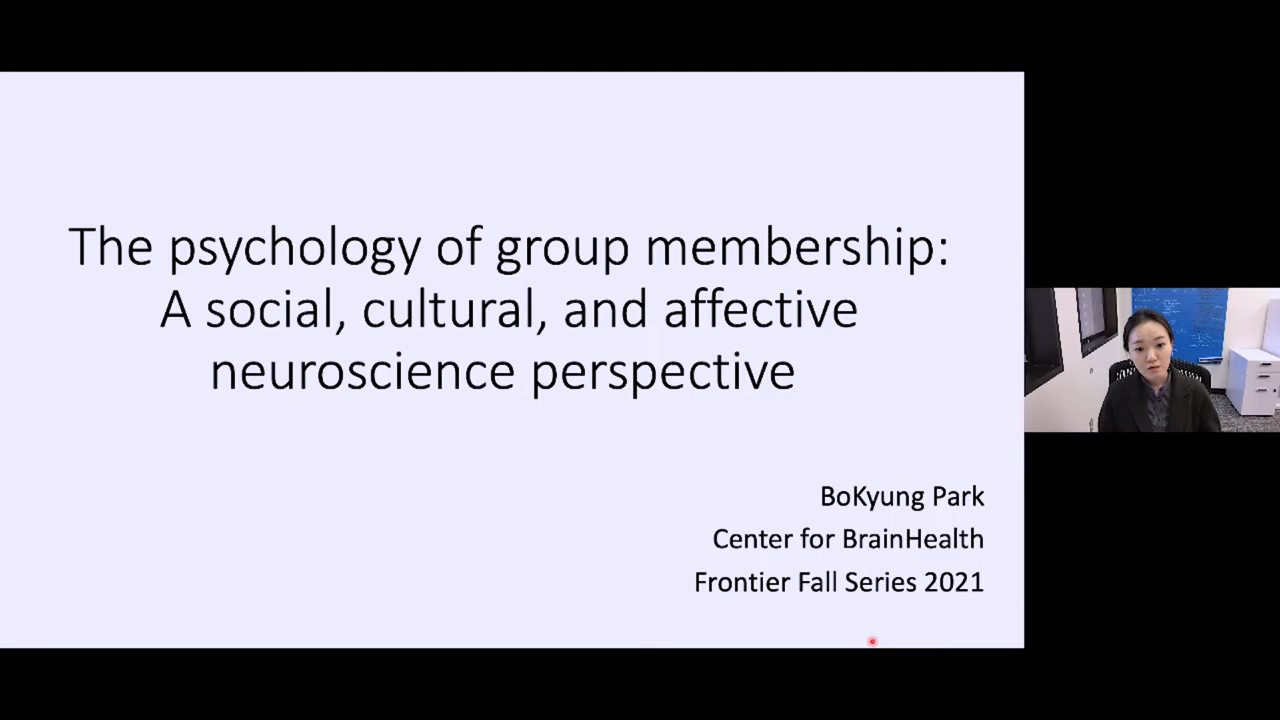 The psychology of group membership:
A social, cultural, and affective
neuroscience perspective
BoKyung Park
Center for BrainHealth
Frontier Fall Series 2021